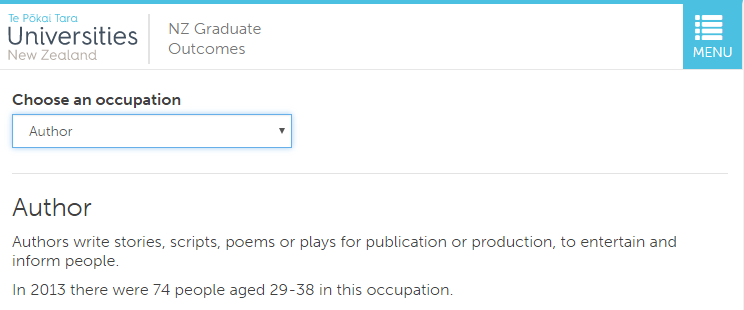 Te Pōkai Tara
Universities
New Zealand
NZ Graduate
Outcomes
MENU
Choose an occupation
Author
Author
Authors write stories, scripts, poems or plays for publication or production, to entertain and
inform people.
In 2013 there were 74 people aged 29-38 in this occupation.